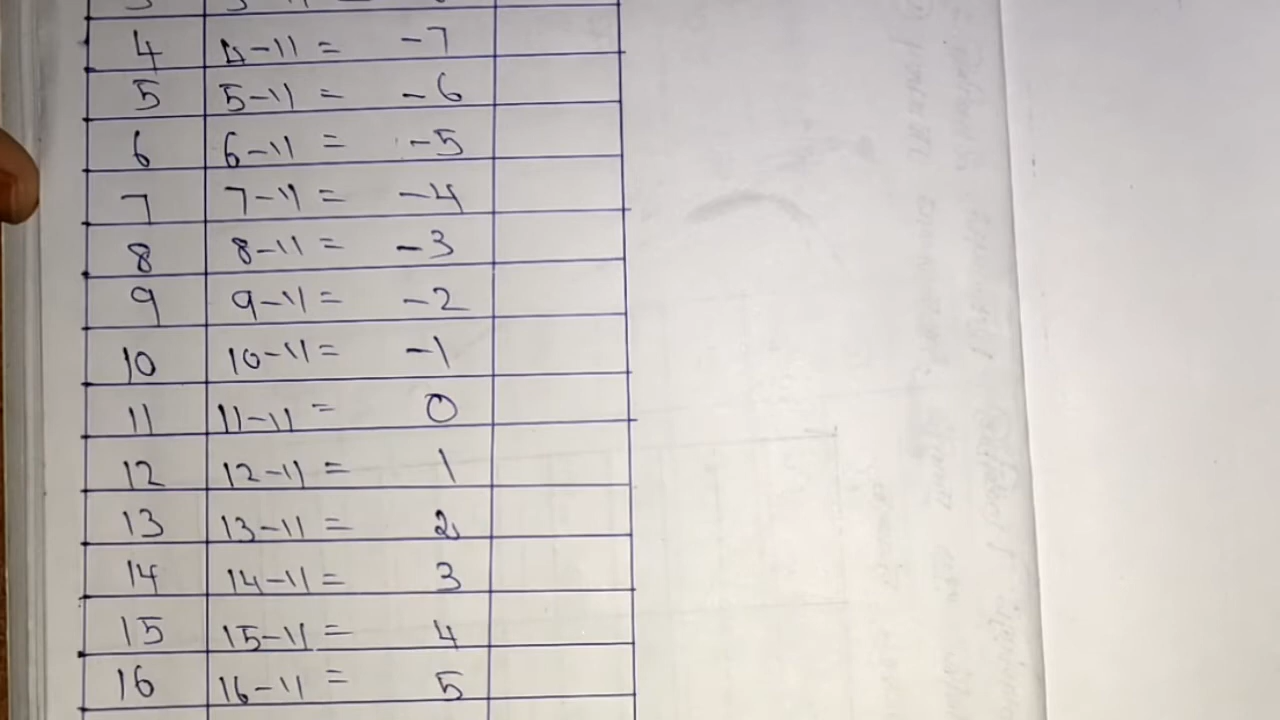 4 4-11 = -7
5 5-11 = -6
6 6-11 = -5
7 7-11 = -4
8 8-11 = -3
9 9-11 = -2
10 10-11 = -1
11 11-11 = 0
12 12-11 = 1
13 13-11 = 2
14 14-11 = 3
15 15-11 = 4
16 16-11 = 5